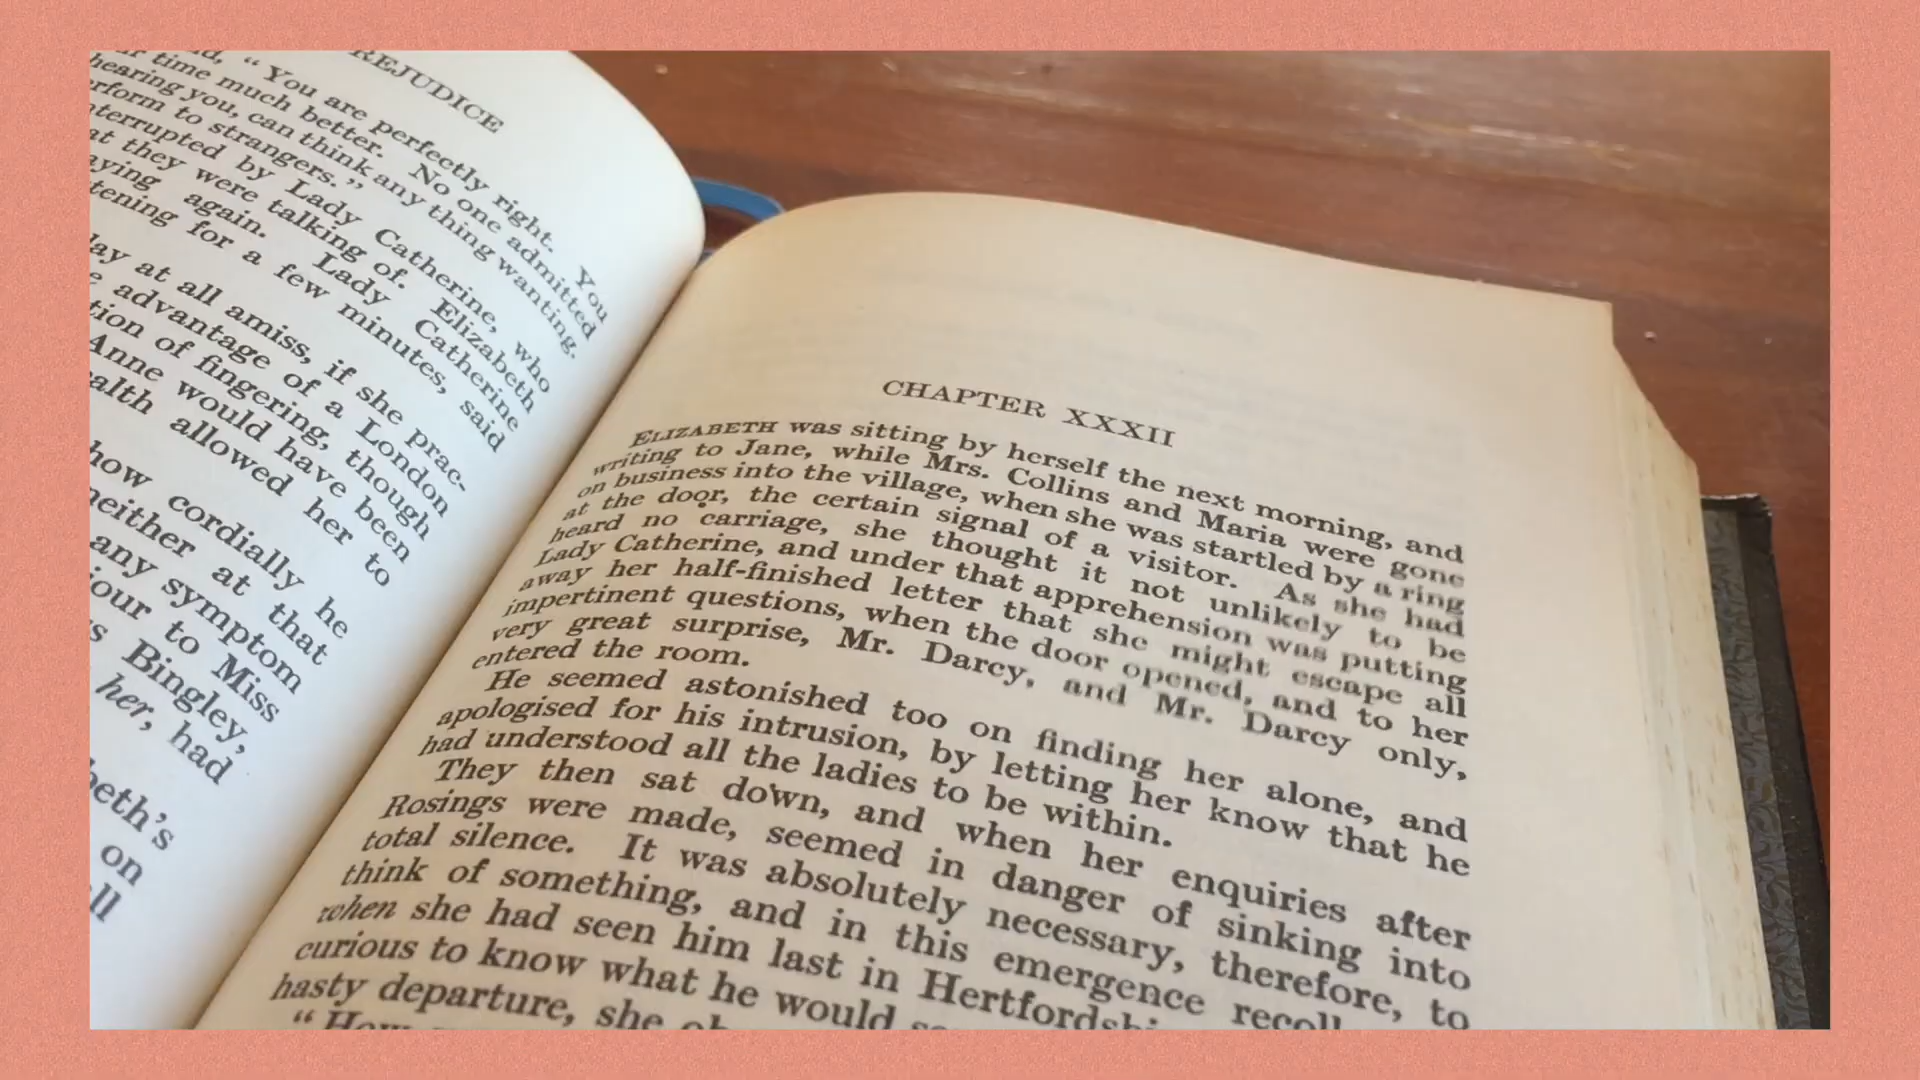 REJUDICE
"You are perfectly right. You
time much better. No one admitted
hearing you, can think any thing wanting.
to strangers."
by Lady Catherine, who
at they were talking of. Elizabeth
again. Lady Catherine
for a few minutes, said
at all amiss, if she prac-
advantage of a London
of fingering, though
Anne would have been
allowed her to
how cordially he
neither at that
any symptom
to Miss
Bingley,
her, had
on
CHAPTER XXXII
ELIZABETH was sitting by herself the next morning, and
writing to Jane, while Mrs. Collins and Maria were gone
on business into the village, when she was startled by a ring
at the door, the certain signal of a visitor. As she had
heard no carriage, she thought it not unlikely to be
Lady Catherine, and under that apprehension was putting
away her half-finished letter that she might escape all
impertinent questions, when the door opened, and to her
very great surprise, Mr. Darcy, and Mr. Darcy only,
entered the room.
He seemed astonished too on finding her alone, and
apologised for his intrusion, by letting her know that he
had understood all the ladies to be within.
They then sat down, and when her enquiries after
Rosings were made, seemed in danger of sinking into
total silence. It was absolutely necessary, therefore, to
think of something, and in this emergence
when she had seen him last in
curious to know what he would
hasty departure, she